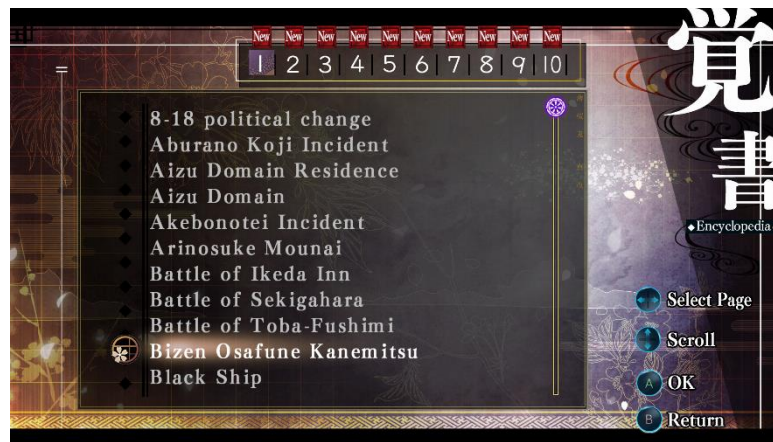 New New New New New New New New New New
1 2 3 4 5 6 7 8 9 10
覚書
◆Encyclopedia
8-18 political change
Aburano Koji Incident
Aizu Domain Residence
Aizu Domain
Akebonotei Incident
Arinosuke Mounai
Battle of Ikeda Inn
Battle of Sekigahara
Battle of Toba-Fushimi
Bizen Osafune Kanemitsu
Black Ship
Select Page
Scroll
A OK
B Return